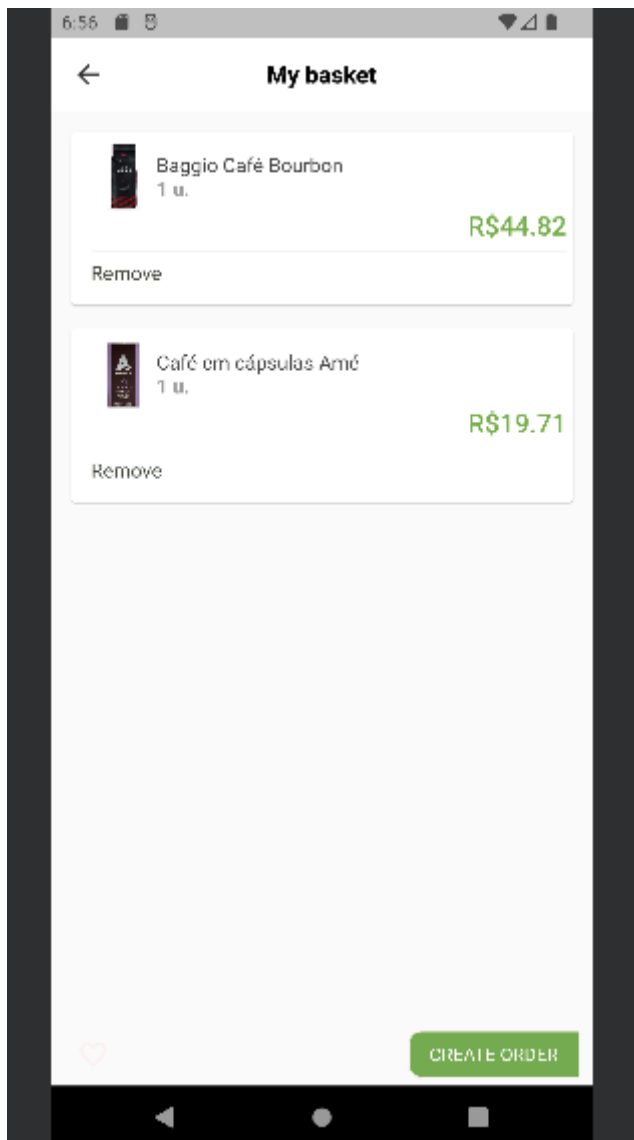 6:56
My basket
Baggio Café Bourbon
1 u.
R$44.82
Remove
Café em cápsulas Amé
1 u.
R$19.71
Remove
CREATE ORDER